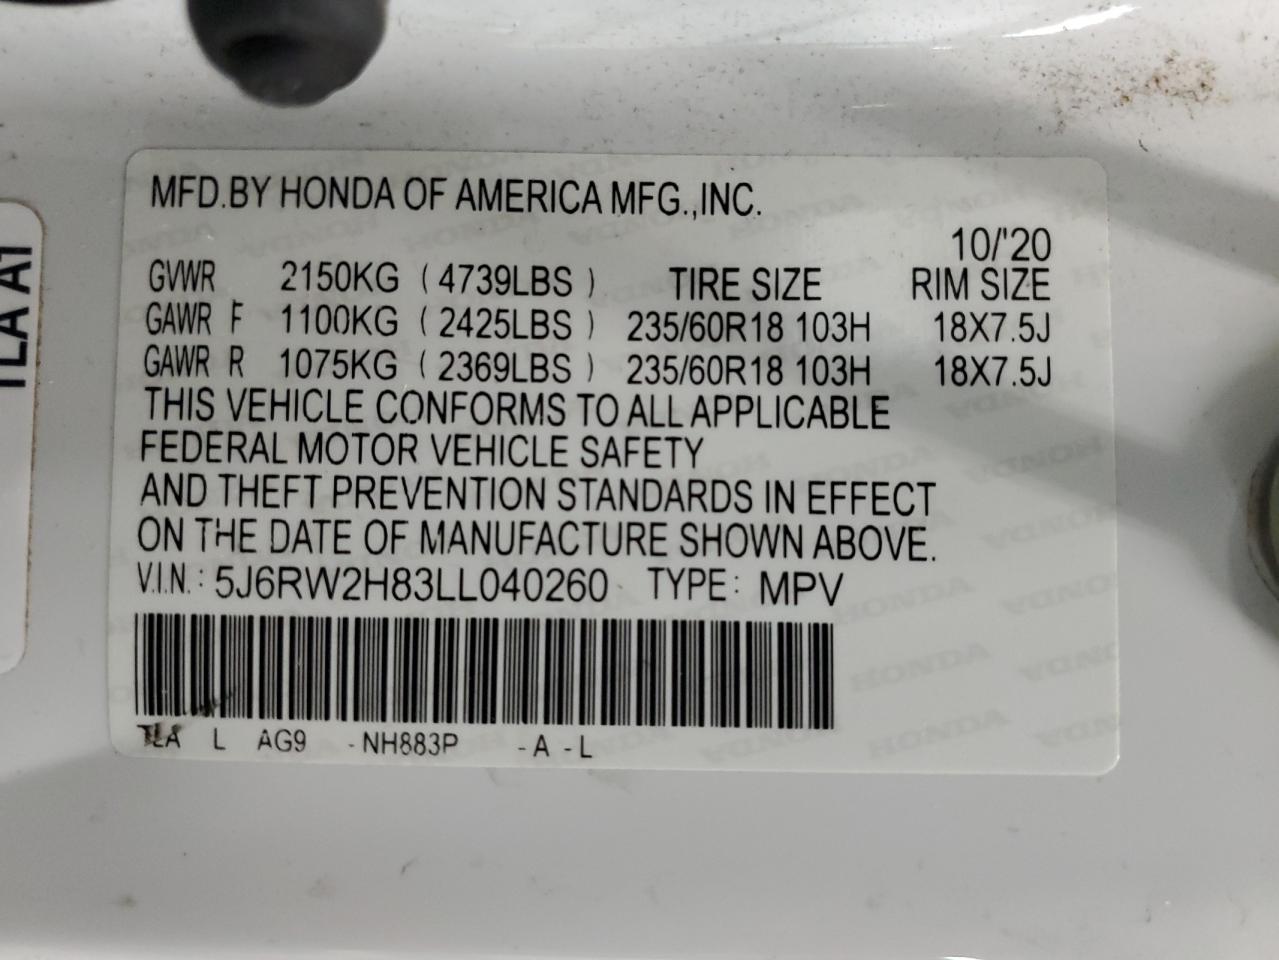 MFD.BY HONDA OF AMERICA MFG.,INC.
10/'20
GVWR 2150KG ( 4739LBS ) TIRE SIZE RIM SIZE
GAWR F 1100KG ( 2425LBS ) 235/60R18 103H 18X7.5J
GAWR R 1075KG ( 2369LBS ) 235/60R18 103H 18X7.5J
THIS VEHICLE CONFORMS TO ALL APPLICABLE
FEDERAL MOTOR VEHICLE SAFETY
AND THEFT PREVENTION STANDARDS IN EFFECT
ON THE DATE OF MANUFACTURE SHOWN ABOVE.
V.I.N.: 5J6RW2H83LL040260 TYPE: MPV
TLA L AG9 -NH883P -A -L
TLA A1